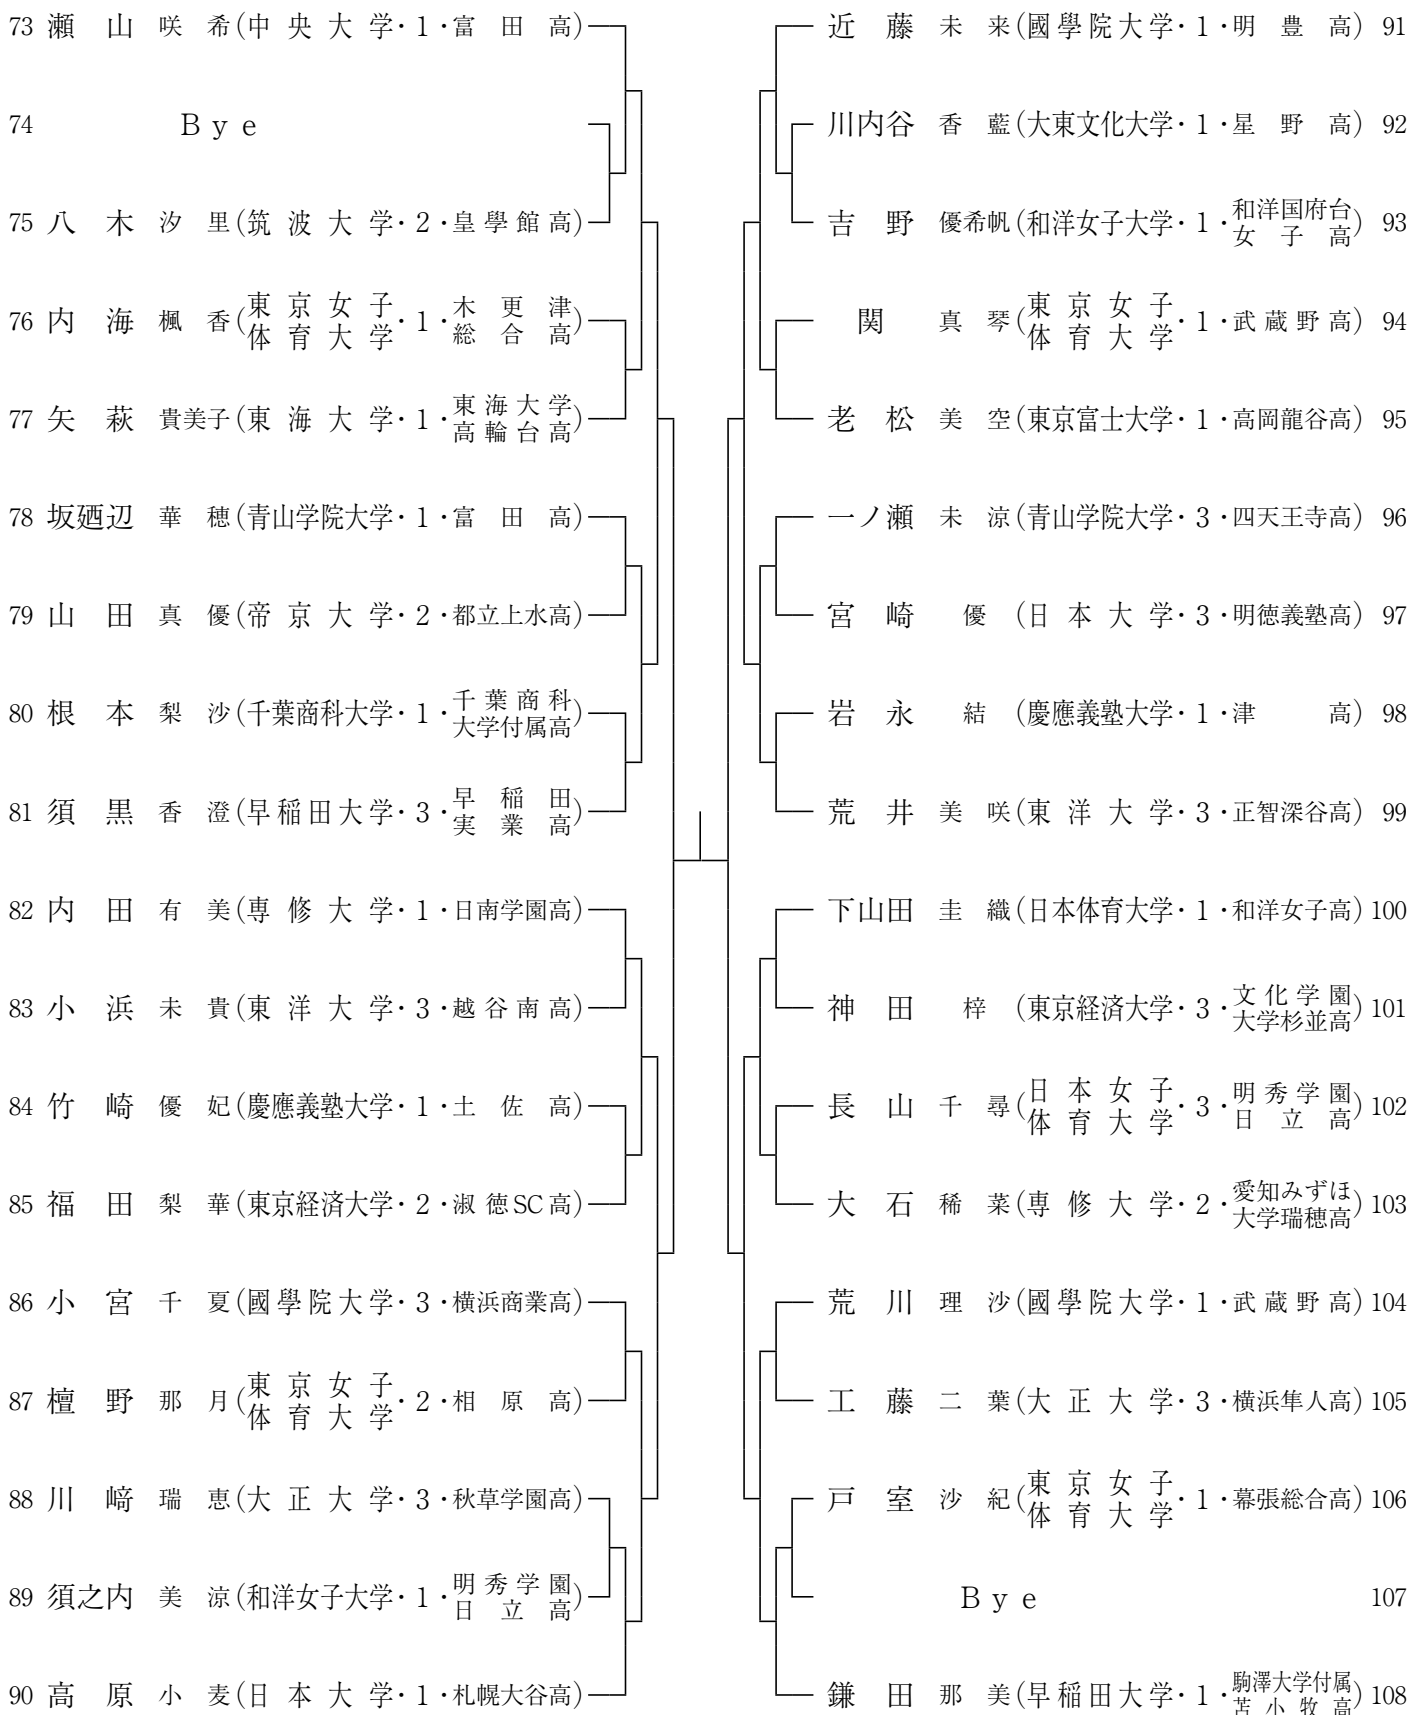 73 瀬山 咲希(中央大学・1・富田高)
74 Bye
75 八木 汐里(筑波大学・2・皇學館高)
76 内海 楓香(東京女子体育大学・1・木更津総合高)
77 矢萩 貴美子(東海大学・1・東海大学高輪台高)
78 坂廼辺 華穂(青山学院大学・1・富田高)
79 山田 真優(帝京大学・2・都立上水高)
80 根本 梨沙(千葉商科大学・1・千葉商科大学付属高)
81 須黒 香澄(早稲田大学・3・早稲田実業高)
82 内田 有美(専修大学・1・日南学園高)
83 小浜 未貴(東洋大学・3・越谷南高)
84 竹崎 優妃(慶應義塾大学・1・土佐高)
85 福田 梨華(東京経済大学・2・淑徳SC高)
86 小宮 千夏(國學院大学・3・横浜商業高)
87 檀野 那月(東京女子体育大学・2・相原高)
88 川﨑 瑞恵(大正大学・3・秋草学園高)
89 須之内 美涼(和洋女子大学・1・明秀学園日立高)
90 高原 小麦(日本大学・1・札幌大谷高)
近藤 未来(國學院大学・1・明豊高) 91
川内谷 香藍(大東文化大学・1・星野高) 92
吉野 優希帆(和洋女子大学・1・和洋国府台女子高) 93
関 真琴(東京女子体育大学・1・武蔵野高) 94
老松 美空(東京富士大学・1・高岡龍谷高) 95
一ノ瀬 未涼(青山学院大学・3・四天王寺高) 96
宮崎 優(日本大学・3・明徳義塾高) 97
岩永 結(慶應義塾大学・1・津高) 98
荒井 美咲(東洋大学・3・正智深谷高) 99
下山田 圭織(日本体育大学・1・和洋女子高) 100
神田 梓(東京経済大学・3・文化学園大学杉並高) 101
長山 千尋(日本女子体育大学・3・明秀学園日立高) 102
大石 稀菜(専修大学・2・愛知みずほ大学瑞穂高) 103
荒川 理沙(國學院大学・1・武蔵野高) 104
工藤 二葉(大正大学・3・横浜隼人高) 105
戸室 沙紀(東京女子体育大学・1・幕張総合高) 106
Bye 107
鎌田 那美(早稲田大学・1・駒澤大学付属苫小牧高) 108